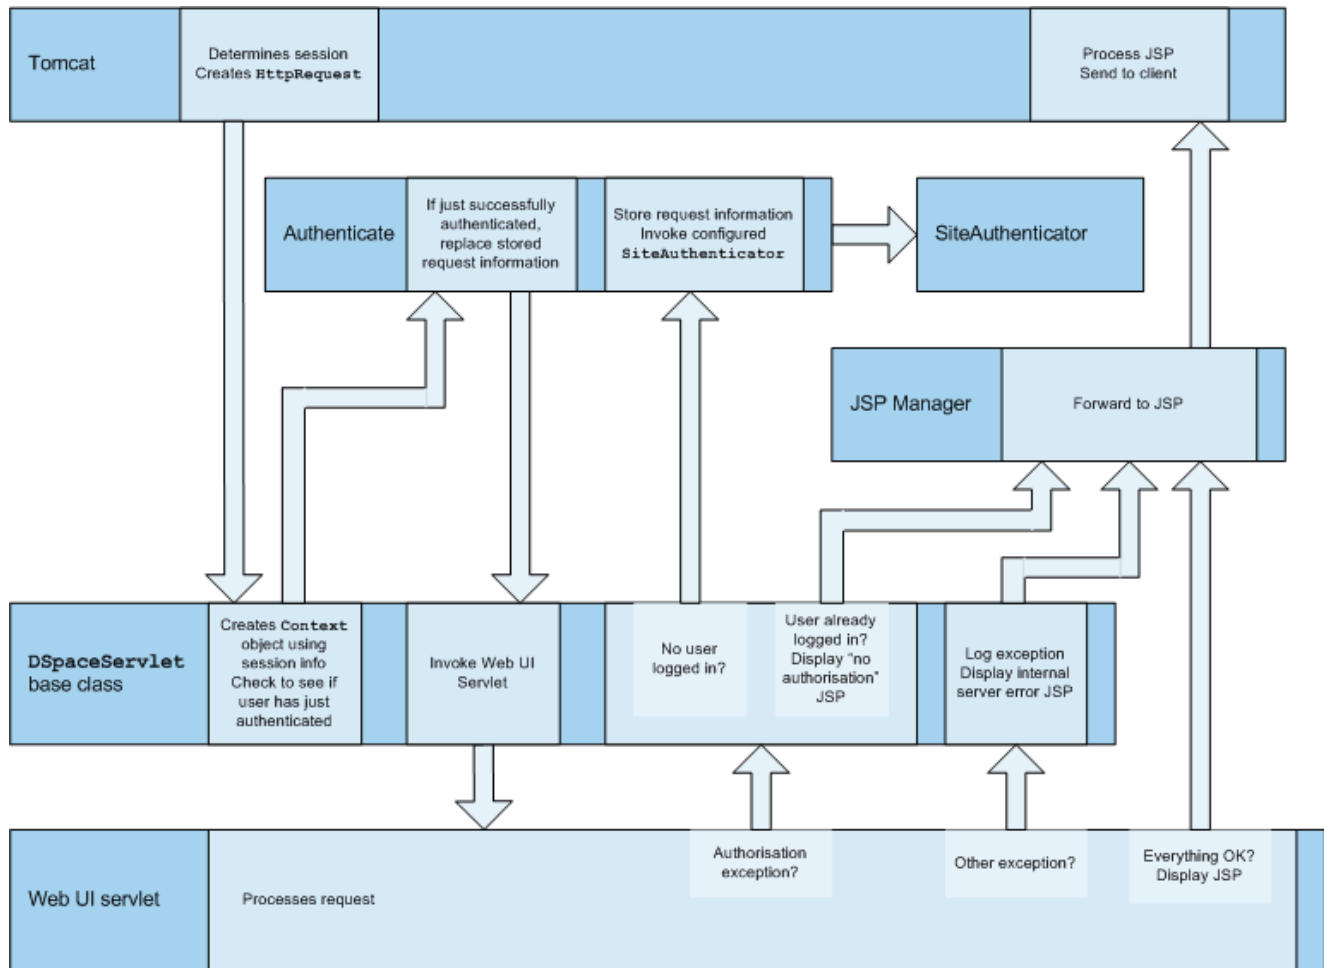 Tomcat
Determines session
Creates HttpRequest
Process JSP
Send to client
Authenticate
If just successfully
authenticated,
replace stored
request information
Store request information
Invoke configured
SiteAuthenticator
SiteAuthenticator
JSP Manager
Forward to JSP
DSpaceServlet
base class
Creates Context
object using
session info
Check to see if
user has just
authenticated
Invoke Web UI
Servlet
No user
logged in?
User already
logged in?
Display "no
authorisation"
JSP
Log exception
Display internal
server error JSP
Web UI servlet
Processes request
Authorisation
exception?
Other exception?
Everything OK?
Display JSP